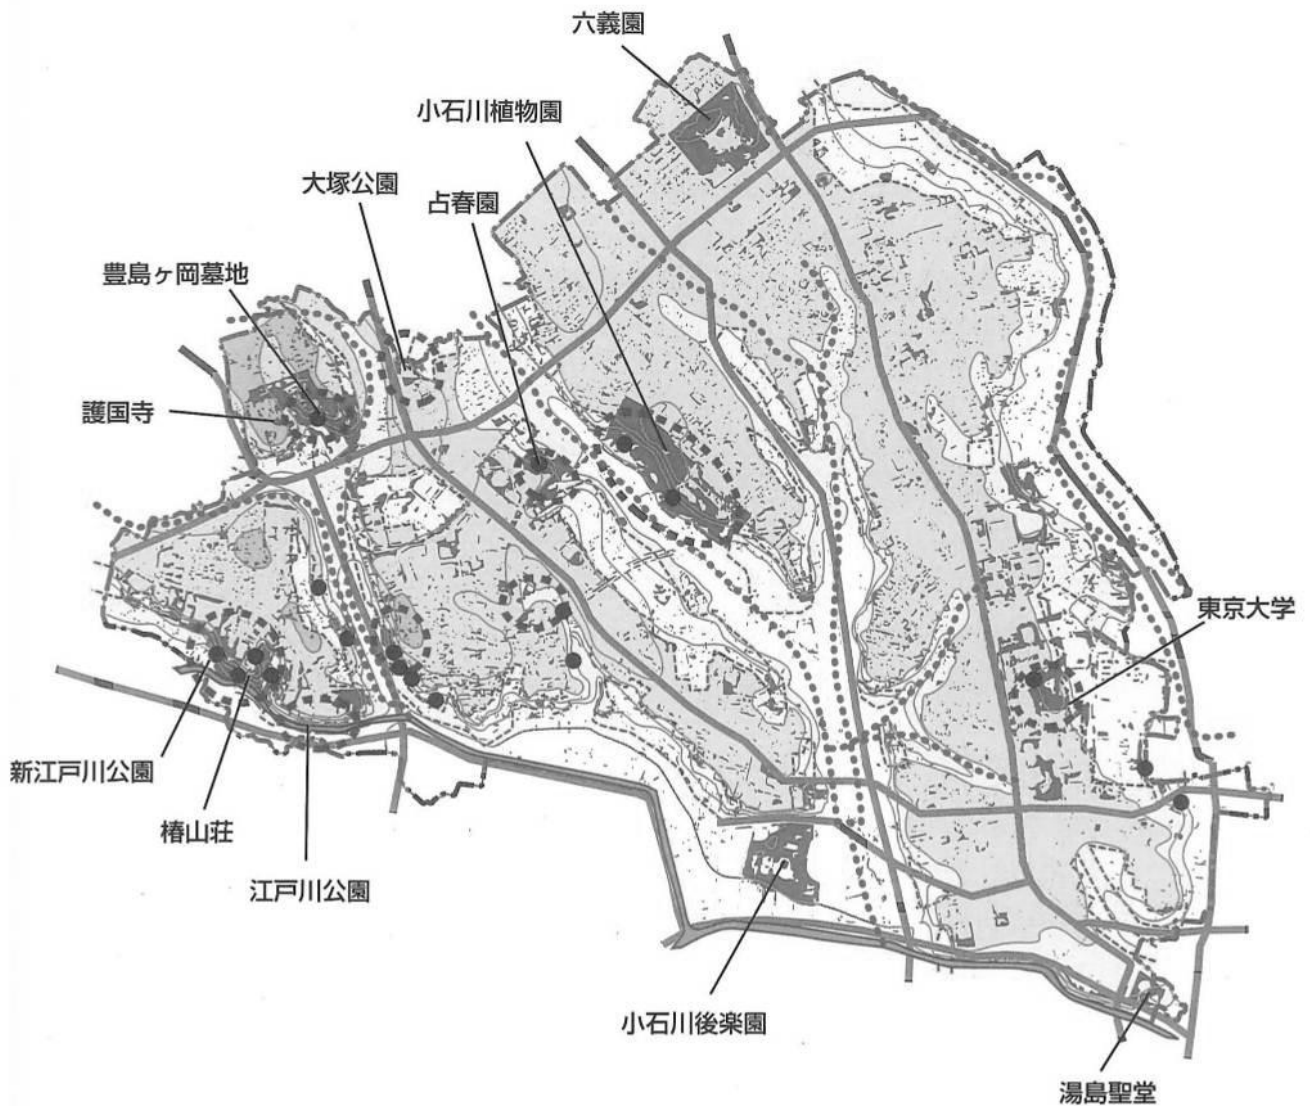 六義園
小石川植物園
大塚公園
占春園
豊島ヶ岡墓地
護国寺
東京大学
新江戸川公園
椿山荘
江戸川公園
小石川後楽園
湯島聖堂